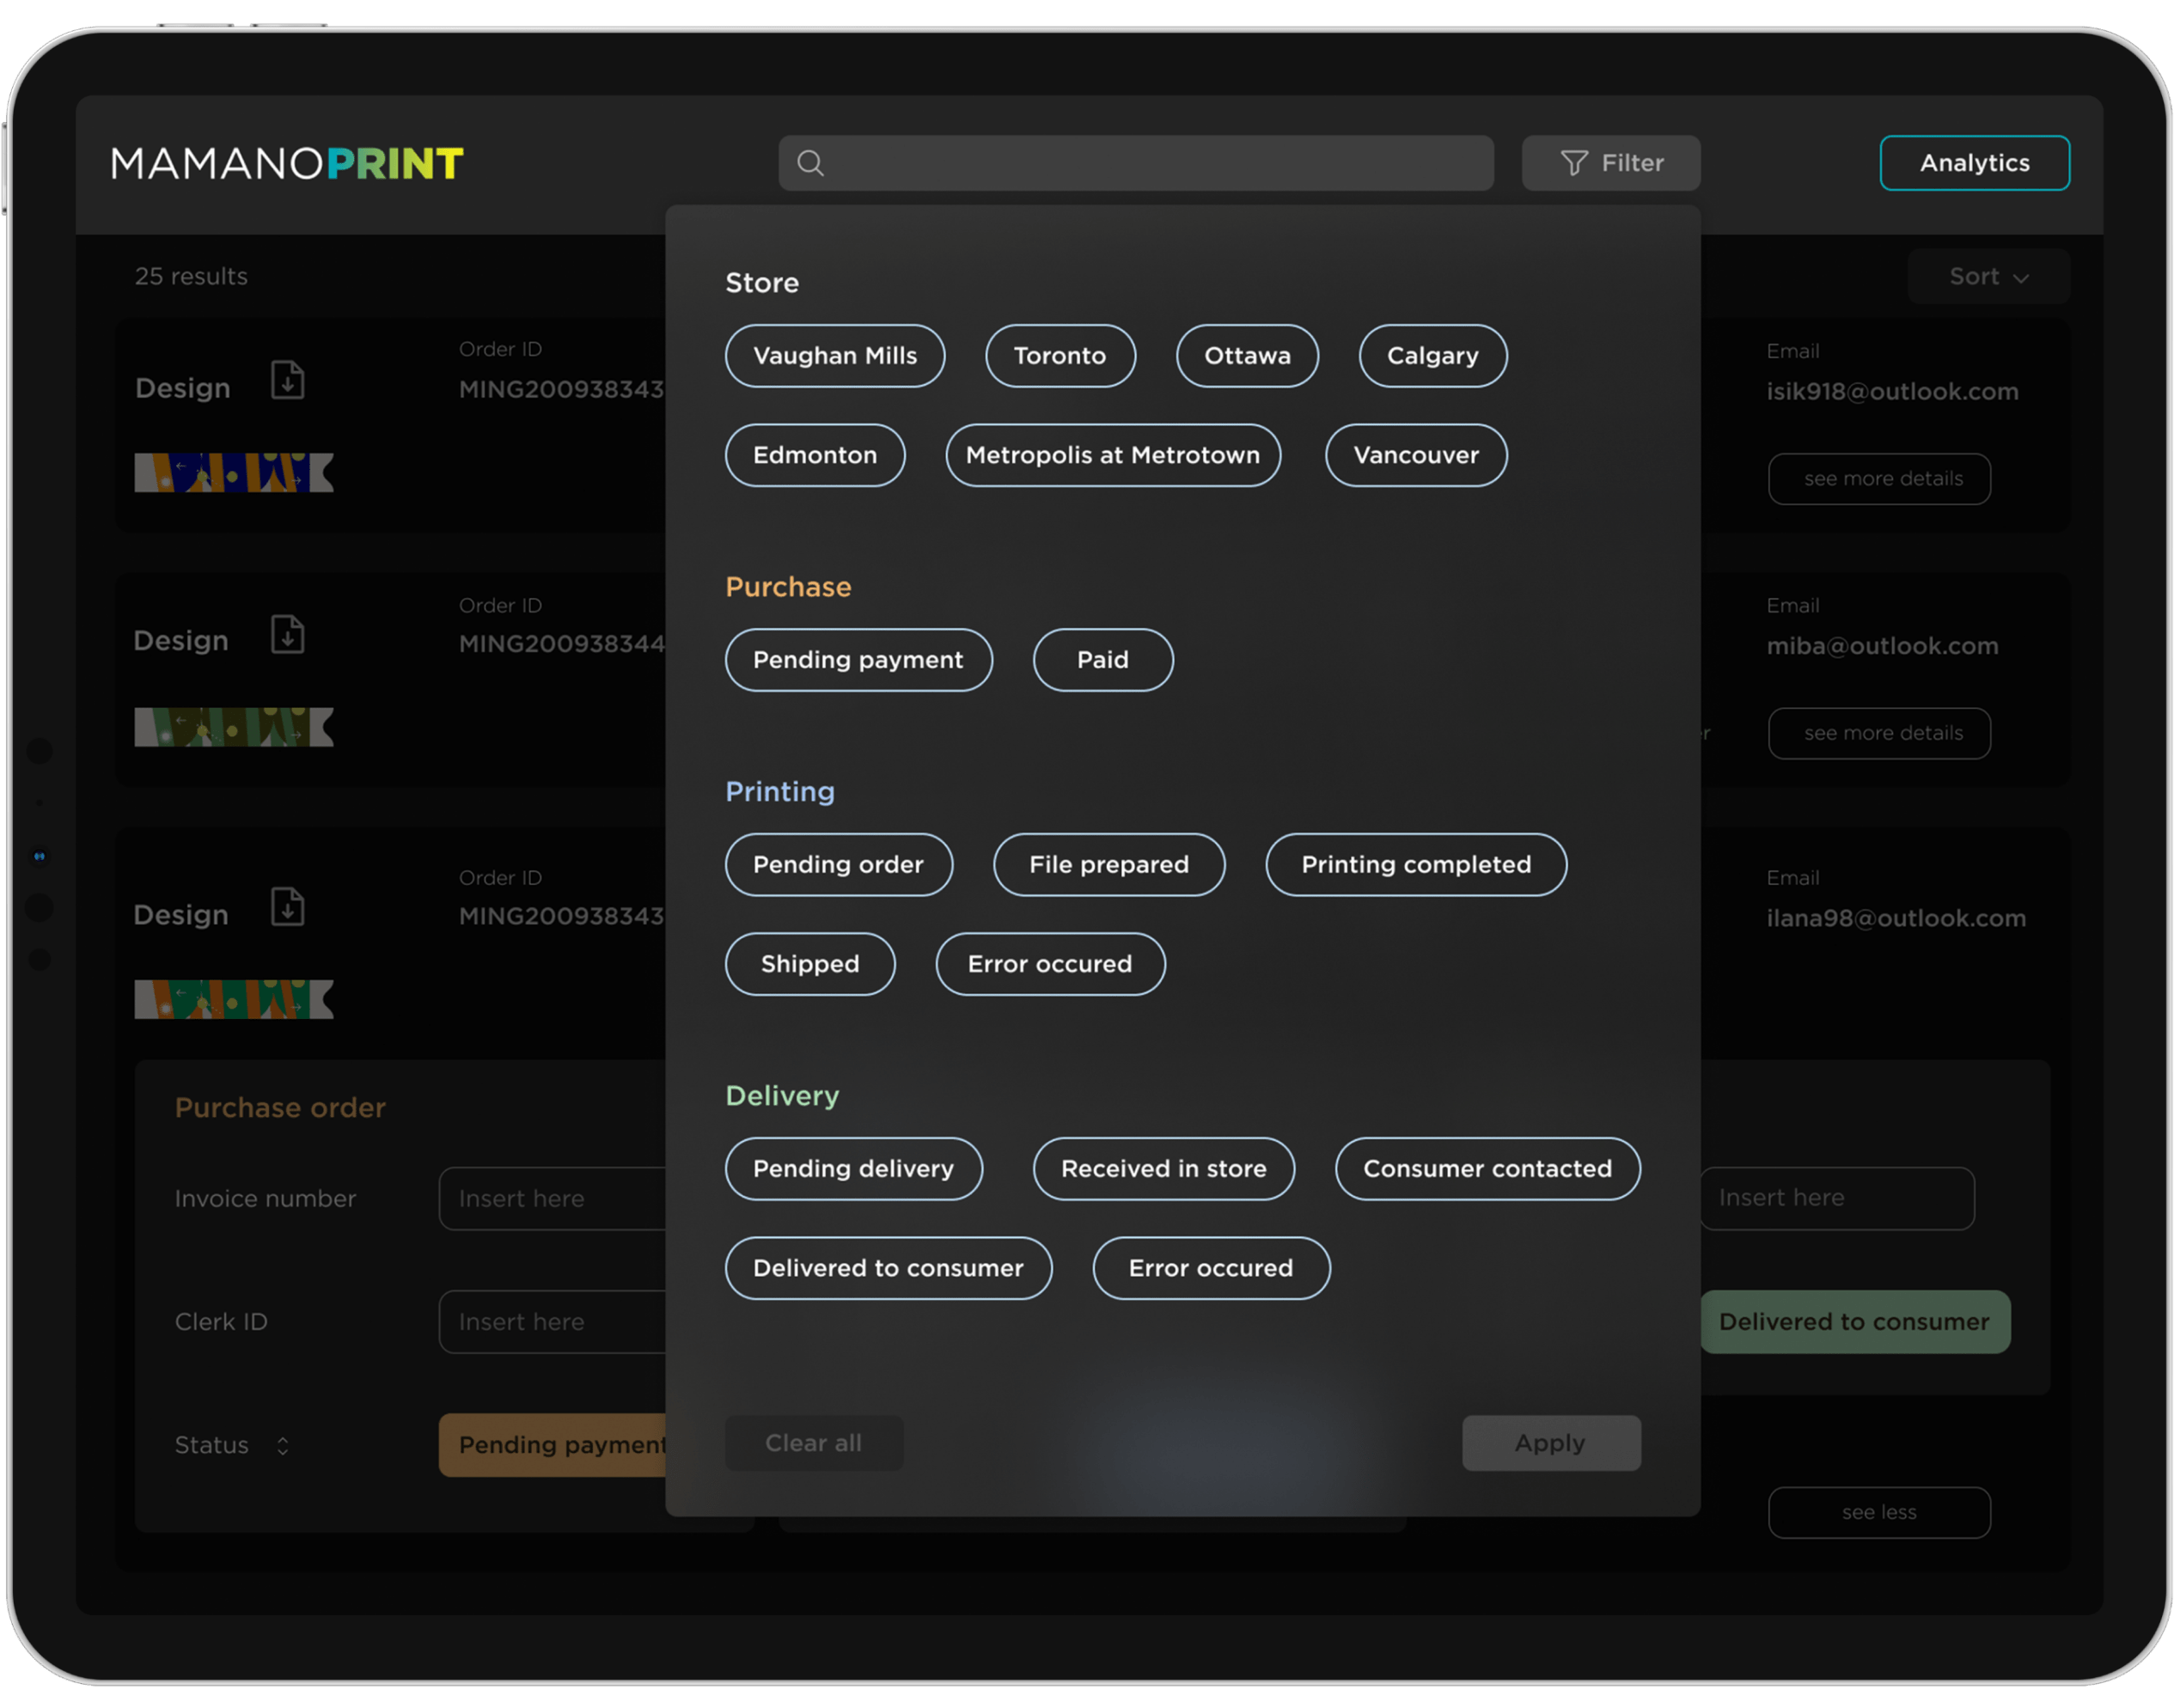 MAMANOPRINT
Filter
Analytics
25 results
Sort
Design
Order ID
MING200938343
Email
isik918@outlook.com
see more details
Design
Order ID
MING200938344
Email
miba@outlook.com
see more details
Design
Order ID
MING200938343
Email
ilana98@outlook.com
Purchase order
Invoice number
Insert here
Clerk ID
Insert here
Status
Pending payment
Store
Vaughan Mills
Toronto
Ottawa
Calgary
Edmonton
Metropolis at Metrotown
Vancouver
Purchase
Pending payment
Paid
Printing
Pending order
File prepared
Printing completed
Shipped
Error occured
Delivery
Pending delivery
Received in store
Consumer contacted
Delivered to consumer
Error occured
Clear all
Apply
Insert here
Delivered to consumer
see less